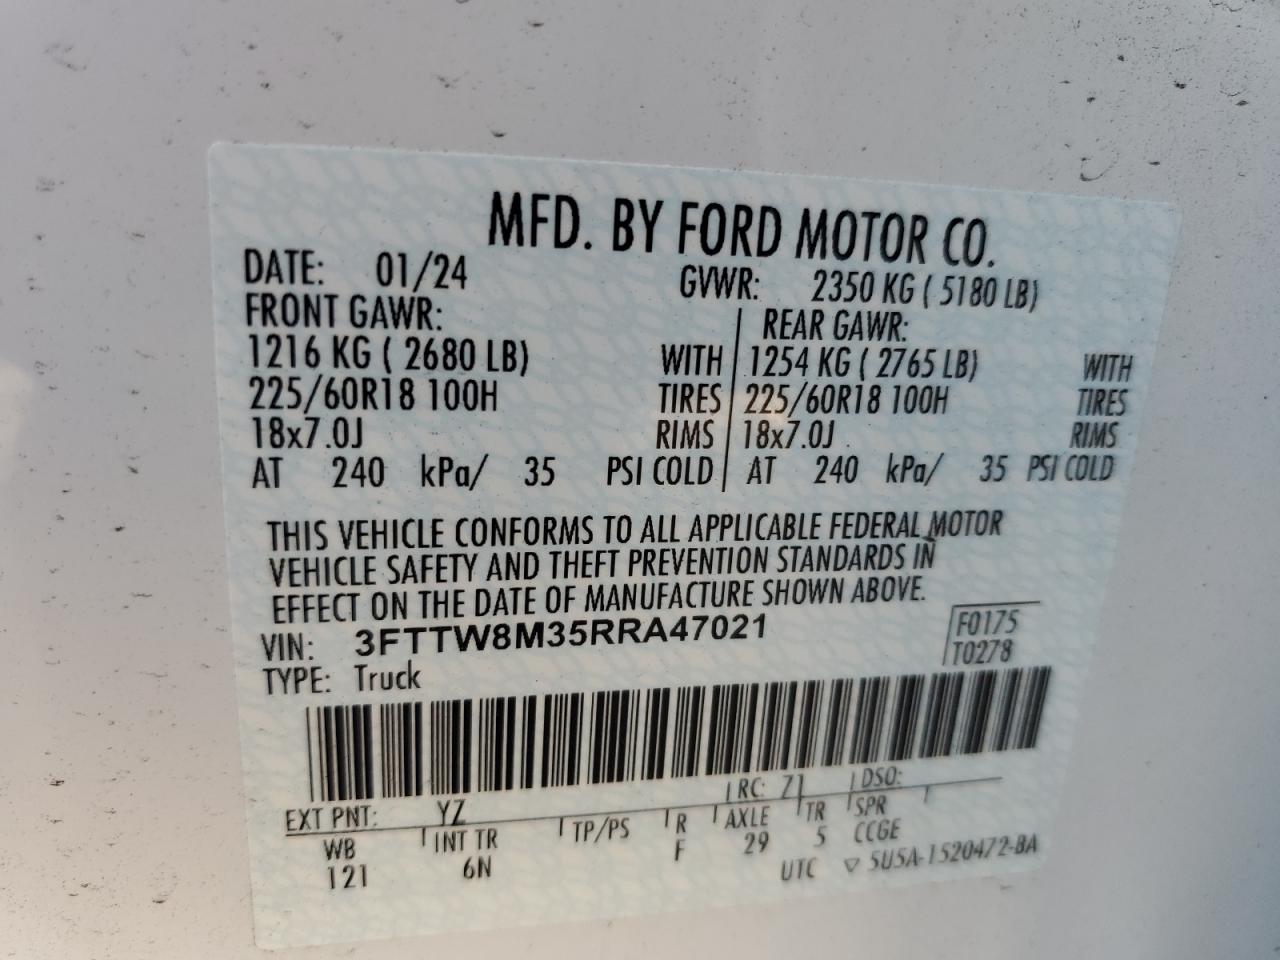 MFD. BY FORD MOTOR CO.
DATE: 01/24 GVWR: 2350 KG ( 5180 LB)
FRONT GAWR: REAR GAWR:
1216 KG ( 2680 LB) WITH 1254 KG ( 2765 LB) WITH
225/60R18 100H TIRES 225/60R18 100H TIRES
18x7.0J RIMS 18x7.0J RIMS
AT 240 kPa/ 35 PSI COLD AT 240 kPa/ 35 PSI COLD
THIS VEHICLE CONFORMS TO ALL APPLICABLE FEDERAL MOTOR
VEHICLE SAFETY AND THEFT PREVENTION STANDARDS IN
EFFECT ON THE DATE OF MANUFACTURE SHOWN ABOVE.
VIN: 3FTTW8M35RRA47021 F0175
TYPE: Truck T0278
EXT PNT: YZ RC: 71 DSO:
WB INT TR TP/PS R AXLE TR SPR
121 6N F 29 5 CCGE
UTC ▽ 5U5A-1520472-BA